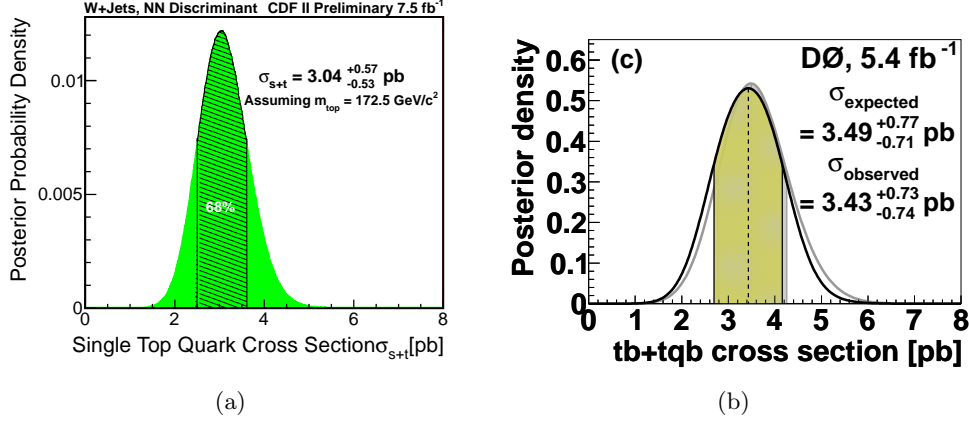 W+Jets, NN Discriminant CDF II Preliminary 7.5 fb⁻¹
Posterior Probability Density
0.01
0.005
0
σs+t = 3.04 +0.57 -0.53 pb
Assuming mtop = 172.5 GeV/c²
68%
0 2 4 6 8
Single Top Quark Cross Sectionσs+t[pb]
(a)
(c) DØ, 5.4 fb⁻¹
Posterior density
0.6
0.5
0.4
0.3
0.2
0.1
0
σexpected
= 3.49 +0.77 -0.71 pb
σobserved
= 3.43 +0.73 -0.74 pb
0 1 2 3 4 5 6 7 8
tb+tqb cross section [pb]
(b)